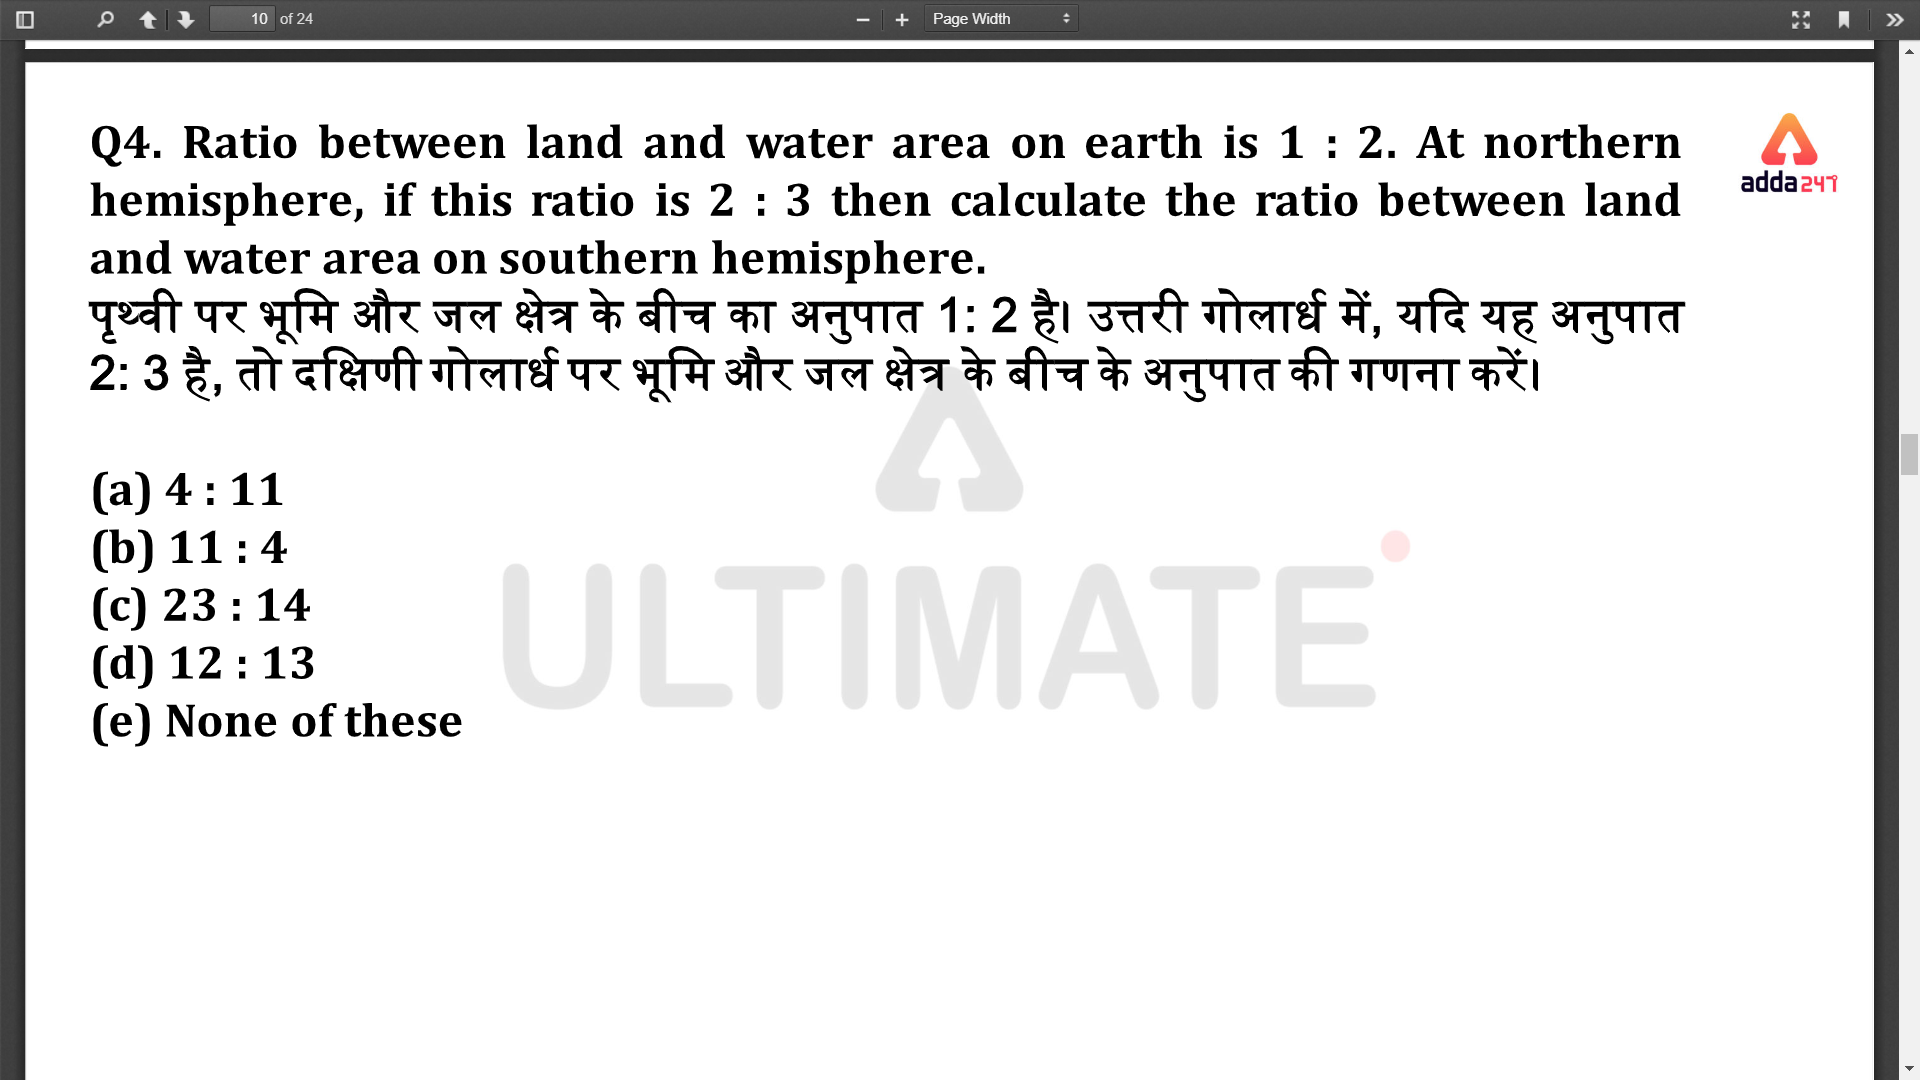 10 of 24
Page Width
Q4. Ratio between land and water area on earth is 1 : 2. At northern
hemisphere, if this ratio is 2 : 3 then calculate the ratio between land
and water area on southern hemisphere.
पृथ्वी पर भूमि और जल क्षेत्र के बीच का अनुपात 1: 2 है। उत्तरी गोलार्ध में, यदि यह अनुपात
2: 3 है, तो दक्षिणी गोलार्ध पर भूमि और जल क्षेत्र के बीच के अनुपात की गणना करें।
(a) 4 : 11
(b) 11 : 4
(c) 23 : 14
(d) 12 : 13
(e) None of these
adda247
ULTIMATE